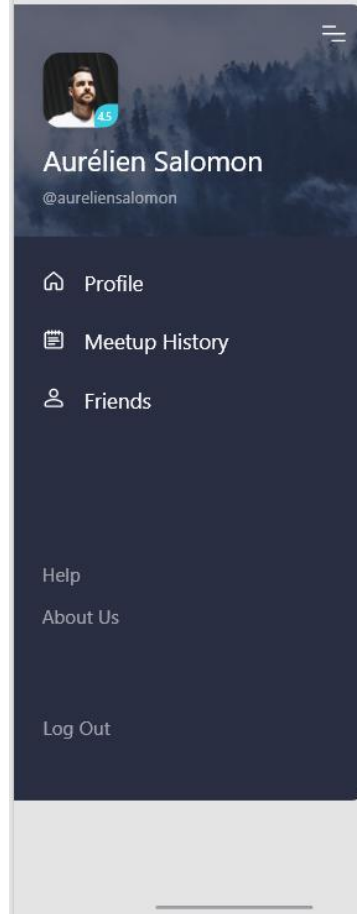 4.5
Aurélien Salomon
@aureliensalomon
Profile
Meetup History
Friends
Help
About Us
Log Out